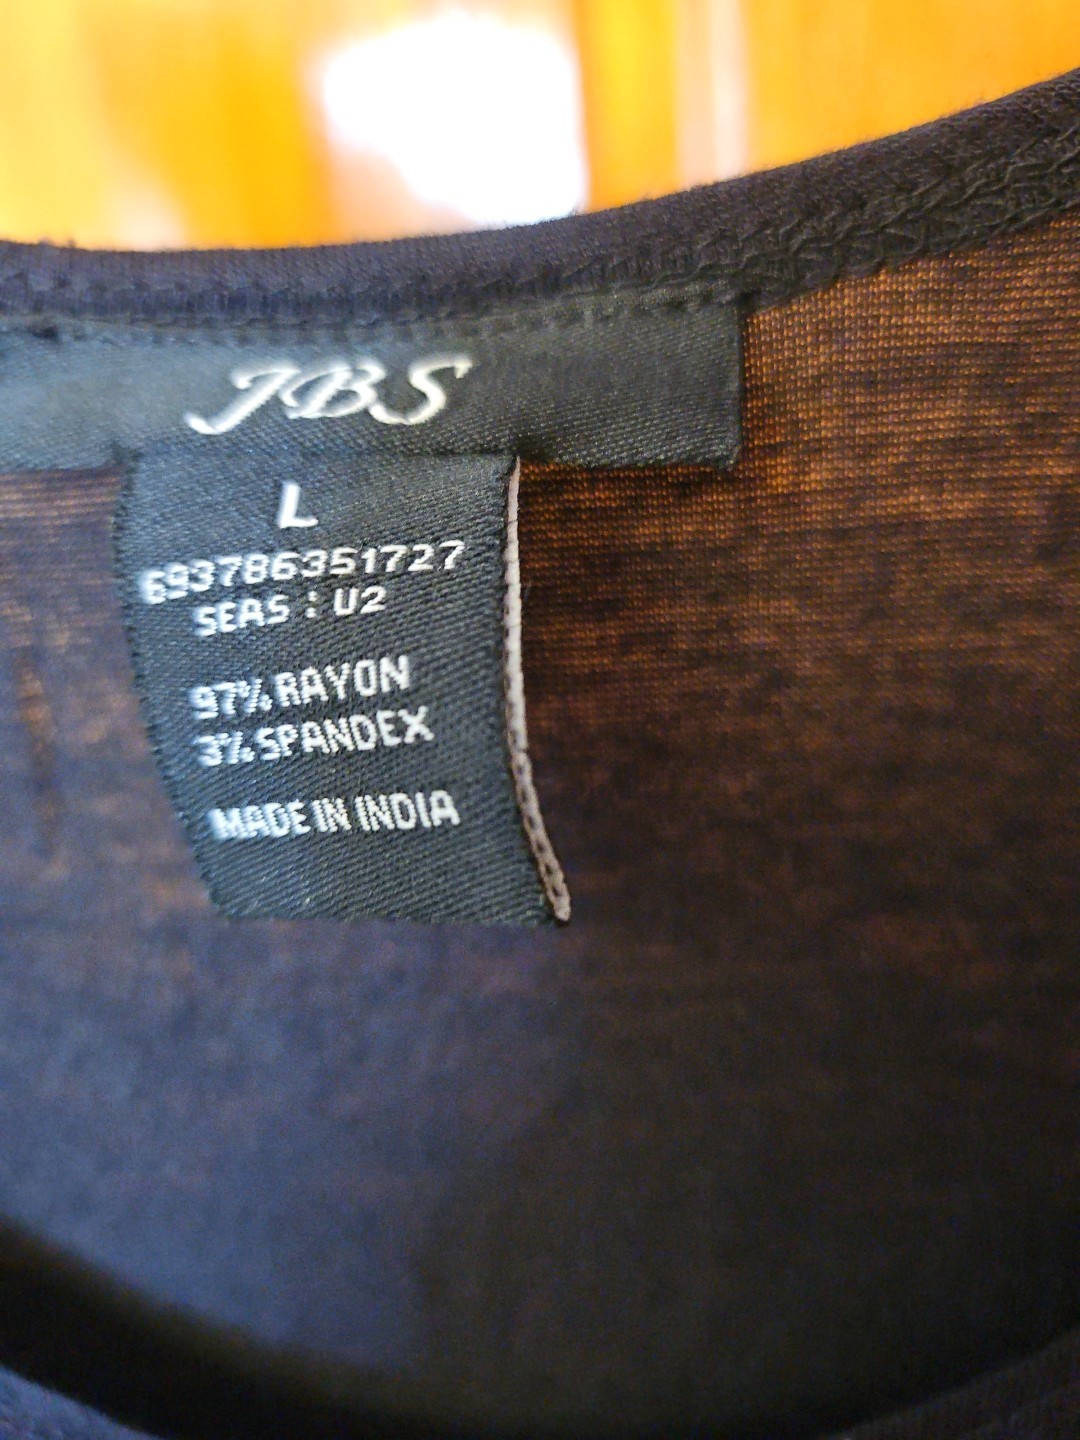 JBS
L
693786351727
SEAS : U2
97% RAYON
3% SPANDEX
MADE IN INDIA